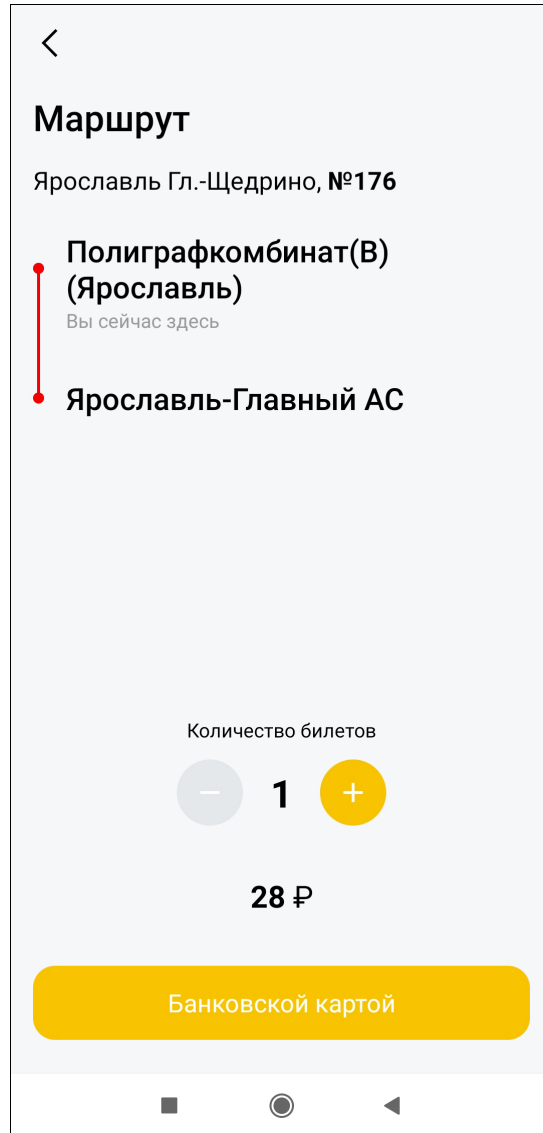 Маршрут
Ярославль Гл.-Щедрино, №176
Полиграфкомбинат(В)
(Ярославль)
Вы сейчас здесь
Ярославль-Главный АС
Количество билетов
− 1 +
28 ₽
Банковской картой